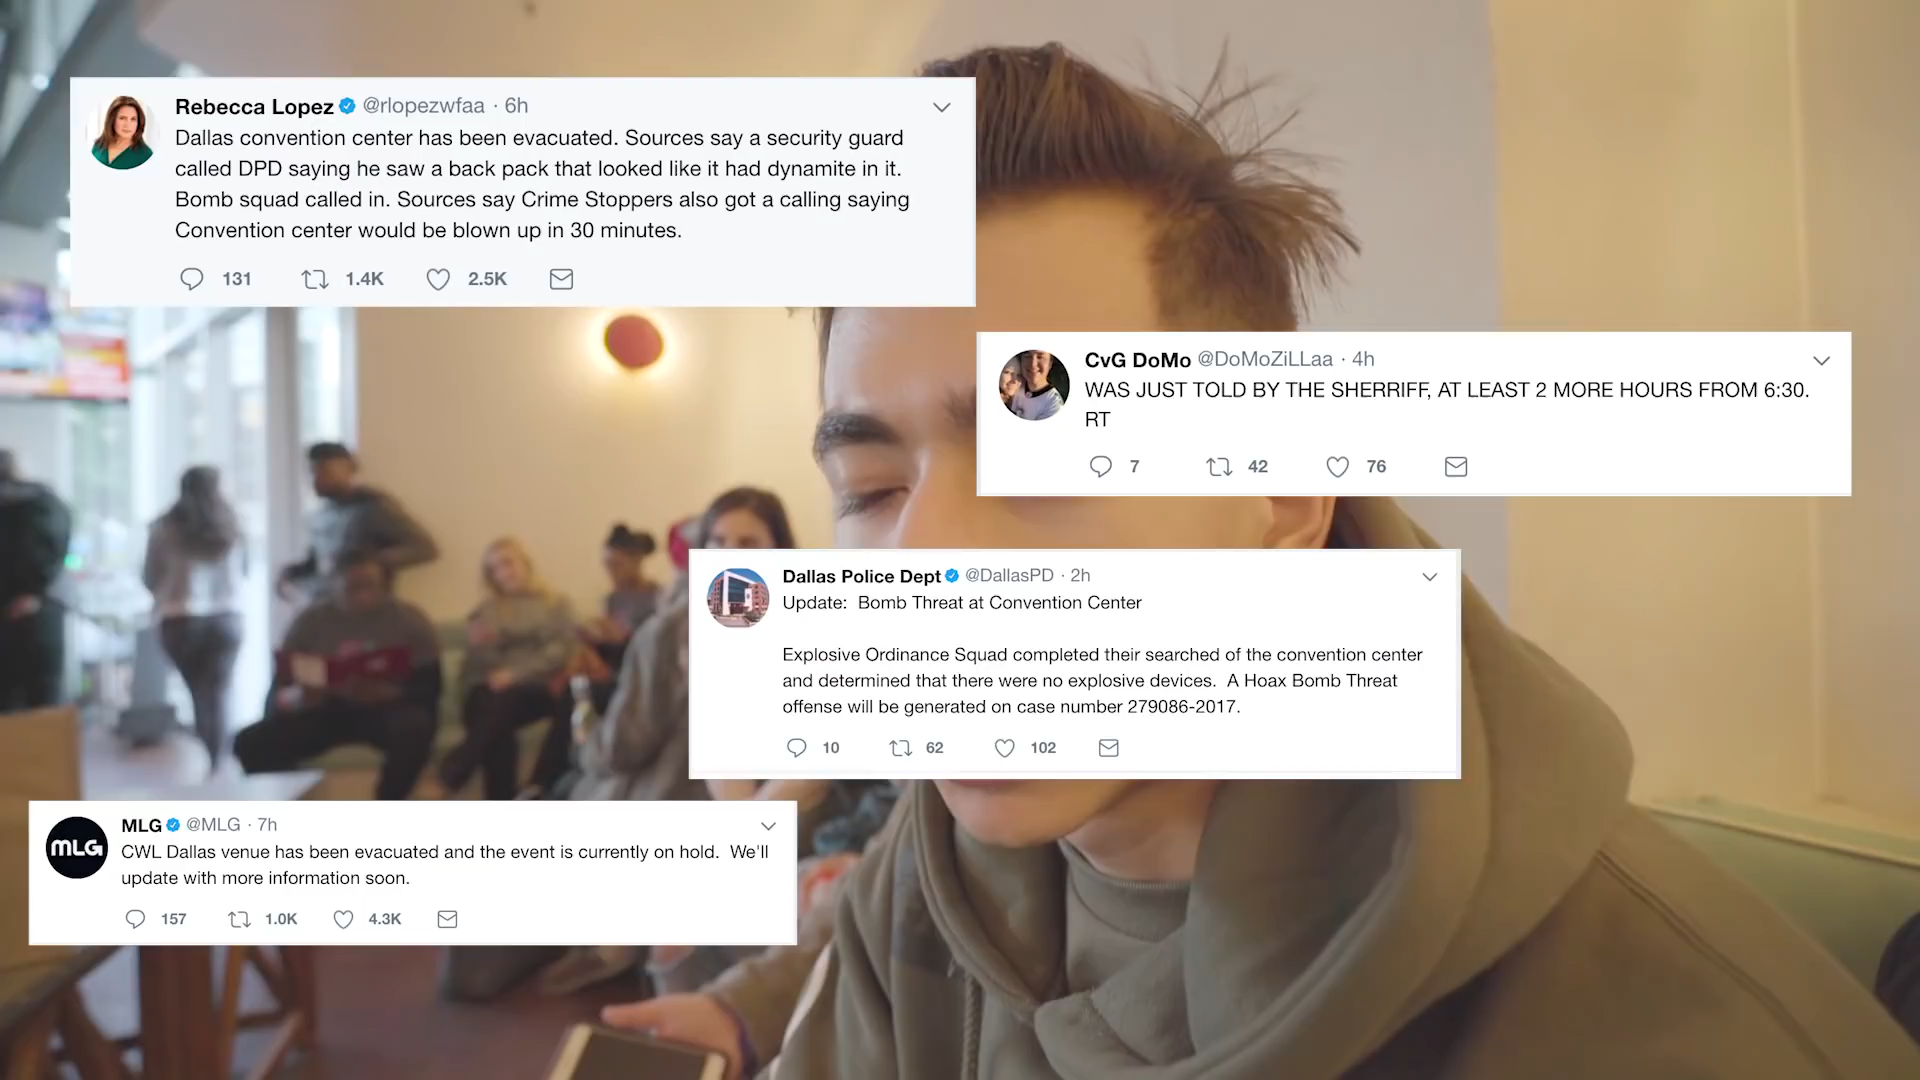 Rebecca Lopez @rlopezwfaa · 6h
Dallas convention center has been evacuated. Sources say a security guard
called DPD saying he saw a back pack that looked like it had dynamite in it.
Bomb squad called in. Sources say Crime Stoppers also got a calling saying
Convention center would be blown up in 30 minutes.
131 1.4K 2.5K
CvG DoMo @DoMoZiLLaa · 4h
WAS JUST TOLD BY THE SHERRIFF, AT LEAST 2 MORE HOURS FROM 6:30.
RT
7 42 76
Dallas Police Dept @DallasPD · 2h
Update: Bomb Threat at Convention Center
Explosive Ordinance Squad completed their searched of the convention center
and determined that there were no explosive devices. A Hoax Bomb Threat
offense will be generated on case number 279086-2017.
10 62 102
MLG
MLG @MLG · 7h
CWL Dallas venue has been evacuated and the event is currently on hold. We'll
update with more information soon.
157 1.0K 4.3K